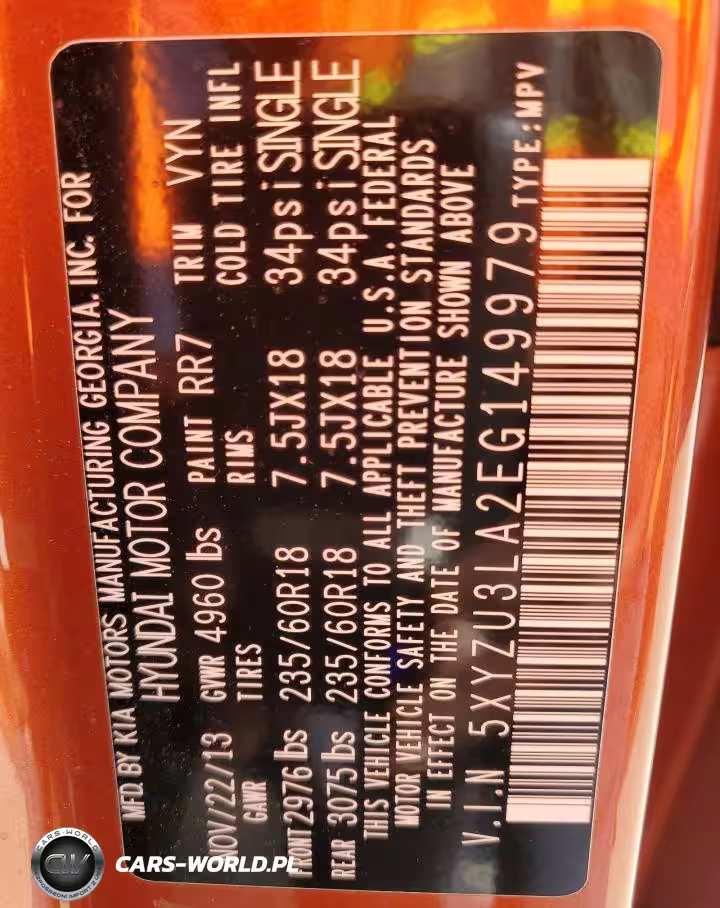 MFD. BY KIA MOTORS MANUFACTURING GEORGIA. INC. FOR
HYUNDAI MOTOR COMPANY
NOV/22/13 GVWR 4960 lbs PAINT RR7 TRIM VYN
GAWR TIRES RIMS COLD TIRE INFL
FRONT 2976 lbs 235/60R18 7.5JX18 34psi SINGLE
REAR 3075 lbs 235/60R18 7.5JX18 34psi SINGLE
THIS VEHICLE CONFORMS TO ALL APPLICABLE U.S.A. FEDERAL
MOTOR VEHICLE SAFETY AND THEFT PREVENTION STANDARDS
IN EFFECT ON THE DATE OF MANUFACTURE SHOWN ABOVE
V.I.N 5XYZU3LA2EG149979 TYPE:MPV
CARS-WORLD
CW
CARS-WORLD.PL